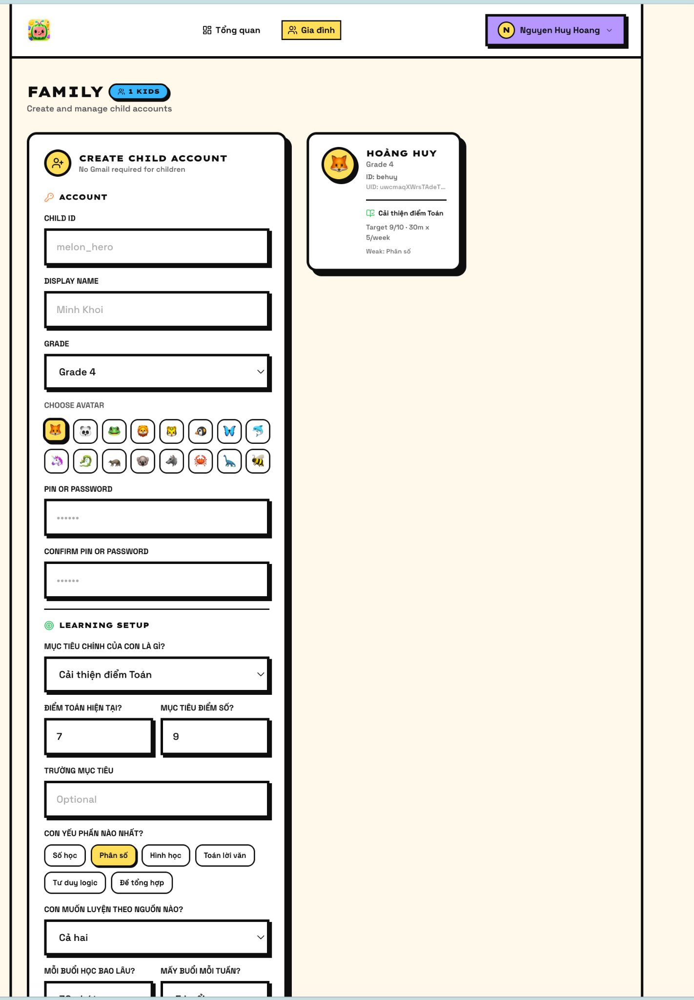 Tổng quan
Gia đình
N
Nguyen Huy Hoang
FAMILY
1 KIDS
Create and manage child accounts
CREATE CHILD ACCOUNT
No Gmail required for children
ACCOUNT
CHILD ID
melon_hero
DISPLAY NAME
Minh Khoi
GRADE
Grade 4
CHOOSE AVATAR
PIN OR PASSWORD
••••••
CONFIRM PIN OR PASSWORD
••••••
LEARNING SETUP
MỤC TIÊU CHÍNH CỦA CON LÀ GÌ?
Cải thiện điểm Toán
ĐIỂM TOÁN HIỆN TẠI?
MỤC TIÊU ĐIỂM SỐ?
7
9
TRƯỜNG MỤC TIÊU
Optional
CON YẾU PHẦN NÀO NHẤT?
Số học
Phân số
Hình học
Toán lời văn
Tư duy logic
Đề tổng hợp
CON MUỐN LUYỆN THEO NGUỒN NÀO?
Cả hai
MỖI BUỔI HỌC BAO LÂU?
MẤY BUỔI MỖI TUẦN?
HOÀNG HUY
Grade 4
ID: behuy
UID: uwcmaqXWrsTAdeT...
Cải thiện điểm Toán
Target 9/10 · 30m x
5/week
Weak: Phân số